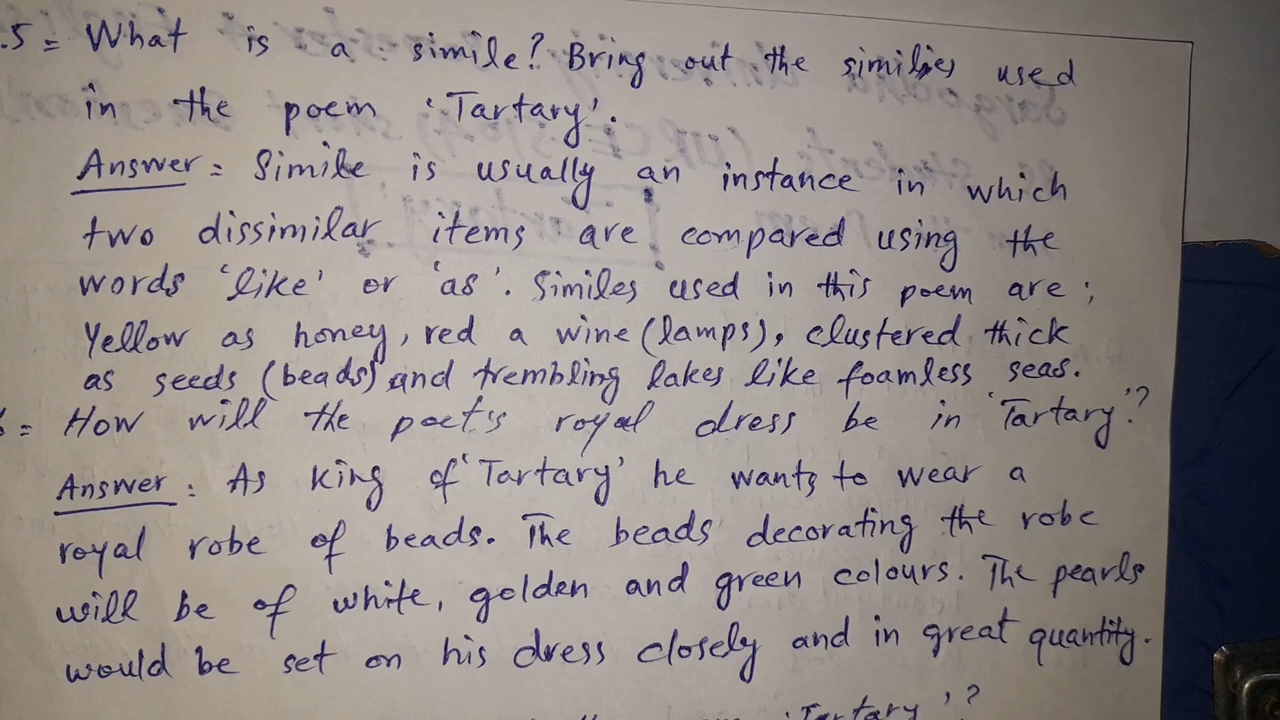 .5 = What is a simile? Bring out the similies used
in the poem 'Tartary'.
Answer = Simile is usually an instance in which
two dissimilar items are compared using the
words 'like' or 'as'. Similes used in this poem are ;
Yellow as honey, red a wine (lamps), clustered thick
as seeds (beads) and trembling lakes like foamless seas.
= How will the poet's royal dress be in 'Tartary'?
Answer : As King of 'Tartary' he wants to wear a
royal robe of beads. The beads decorating the robe
will be of white, golden and green colours. The pearls
would be set on his dress closely and in great quantity.
'Tartary'?